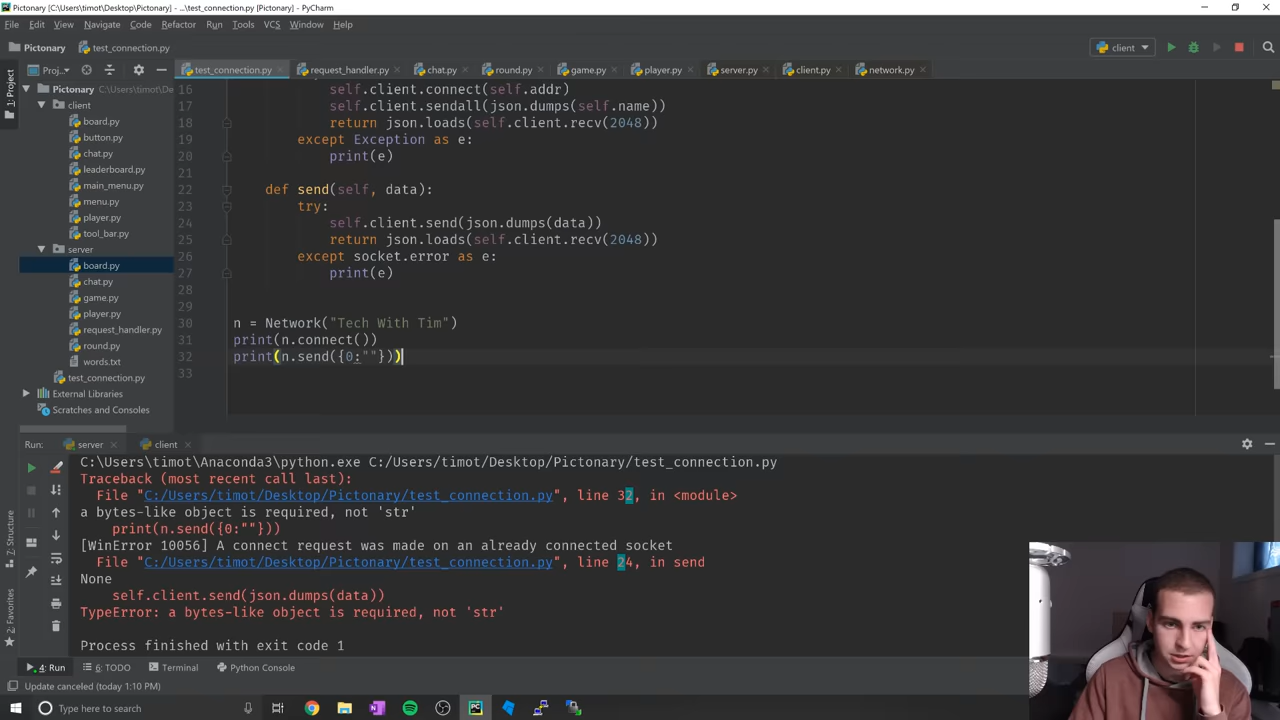 Pictonary [C:\Users\timot\Desktop\Pictonary] - ...\test_connection.py [Pictonary] - PyCharm
File Edit View Navigate Code Refactor Run Tools VCS Window Help
Pictonary test_connection.py client
1: Project Proj... test_connection.py request_handler.py chat.py round.py game.py player.py server.py client.py network.py
Pictonary C:\Users\timot\D
client
board.py
button.py
chat.py
leaderboard.py
main_menu.py
menu.py
player.py
tool_bar.py
server
board.py
chat.py
game.py
player.py
request_handler.py
round.py
words.txt
test_connection.py
External Libraries
Scratches and Consoles
16 self.client.connect(self.addr)
17 self.client.sendall(json.dumps(self.name))
18 return json.loads(self.client.recv(2048))
19 except Exception as e:
20 print(e)
21
22 def send(self, data):
23 try:
24 self.client.send(json.dumps(data))
25 return json.loads(self.client.recv(2048))
26 except socket.error as e:
27 print(e)
28
29
30 n = Network("Tech With Tim")
31 print(n.connect())
32 print(n.send({0:""}))
33
Run: server client
C:\Users\timot\Anaconda3\python.exe C:/Users/timot/Desktop/Pictonary/test_connection.py
Traceback (most recent call last):
File "C:/Users/timot/Desktop/Pictonary/test_connection.py", line 32, in <module>
a bytes-like object is required, not 'str'
print(n.send({0:""}))
[WinError 10056] A connect request was made on an already connected socket
File "C:/Users/timot/Desktop/Pictonary/test_connection.py", line 24, in send
None
self.client.send(json.dumps(data))
TypeError: a bytes-like object is required, not 'str'
Process finished with exit code 1
7: Structure
2: Favorites
4: Run 6: TODO Terminal Python Console
Update canceled (today 1:10 PM)
Type here to search